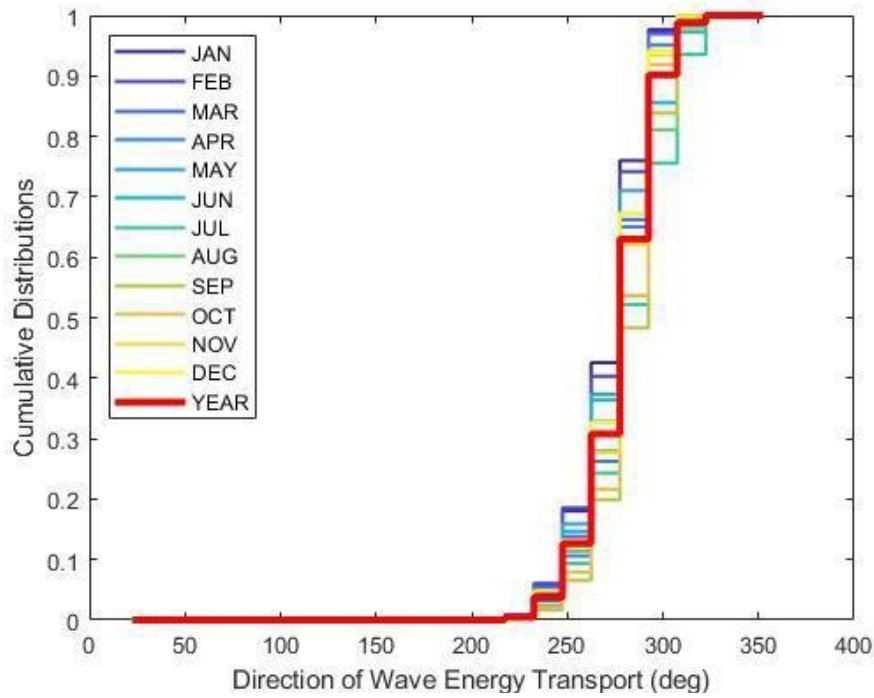 1
0.9
0.8
0.7
0.6
0.5
0.4
0.3
0.2
0.1
0
Cumulative Distributions
JAN
FEB
MAR
APR
MAY
JUN
JUL
AUG
SEP
OCT
NOV
DEC
YEAR
0 50 100 150 200 250 300 350 400
Direction of Wave Energy Transport (deg)